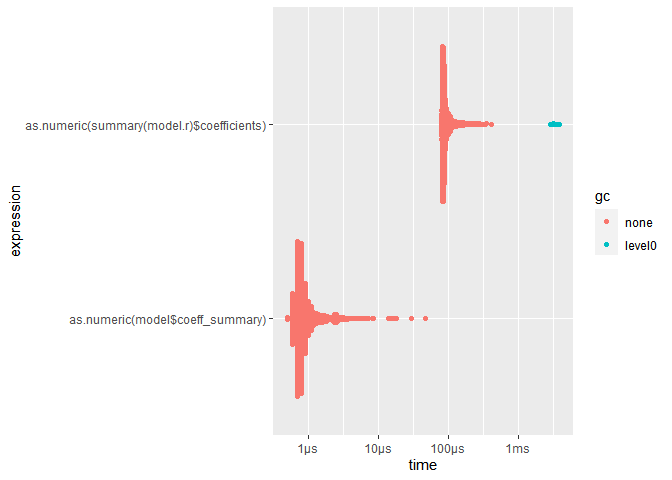 expression
as.numeric(summary(model.r)$coefficients)
as.numeric(model$coeff_summary)
1µs
10µs
100µs
1ms
time
gc
none
level0